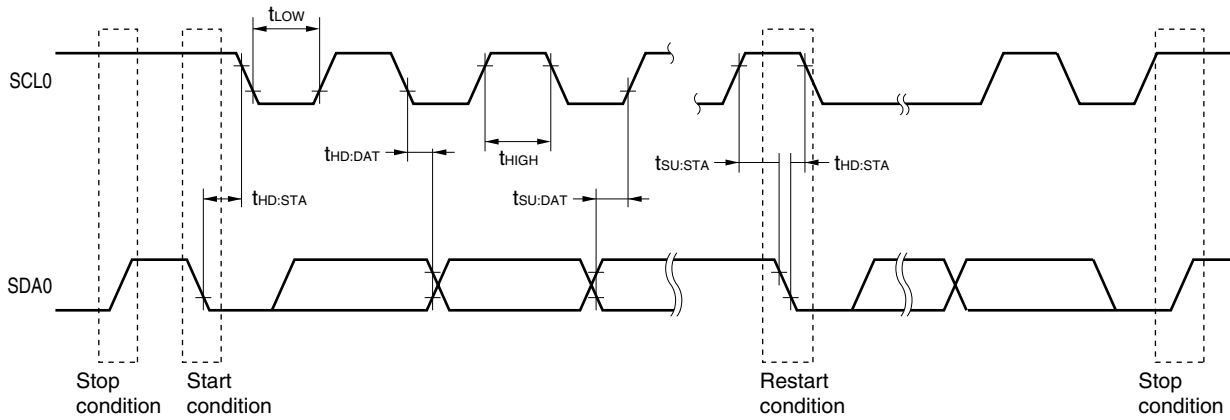 tLOW
SCL0
tHD:DAT
tHIGH
tSU:STA
tHD:STA
tHD:STA
tSU:DAT
SDA0
Stop
condition
Start
condition
Restart
condition
Stop
condition